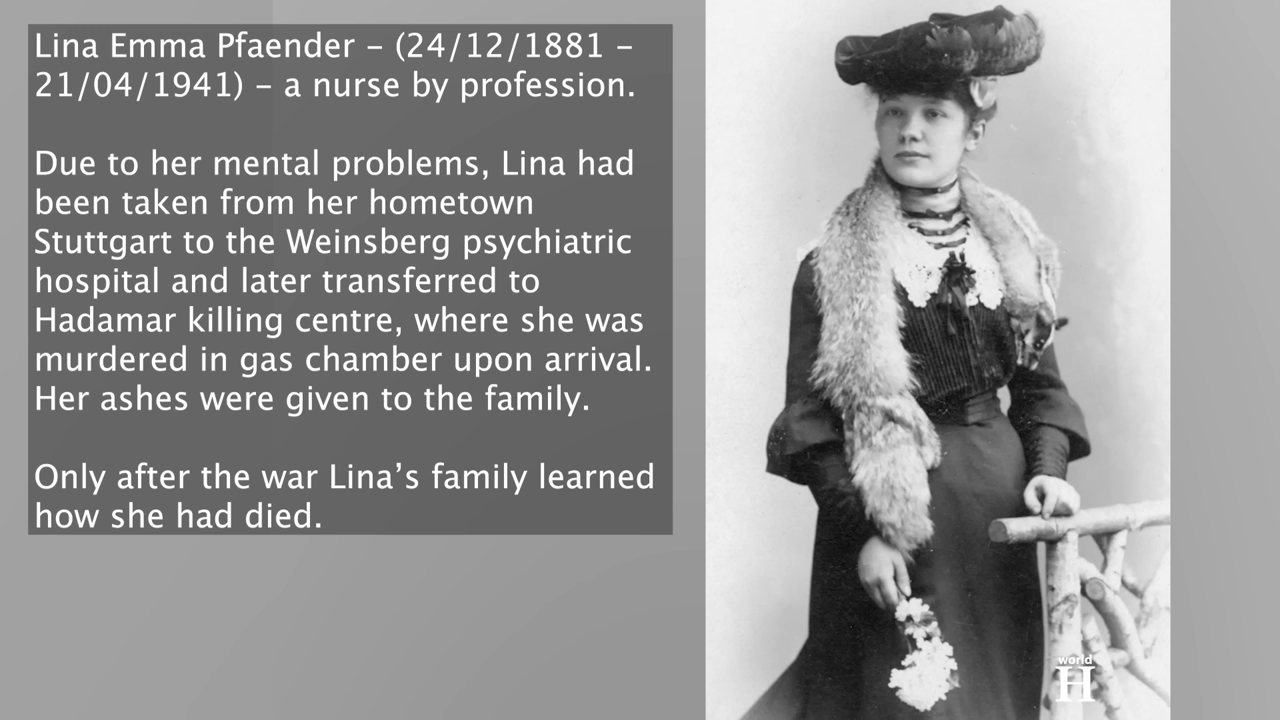 Lina Emma Pfaender – (24/12/1881 –
21/04/1941) – a nurse by profession.
Due to her mental problems, Lina had
been taken from her hometown
Stuttgart to the Weinsberg psychiatric
hospital and later transferred to
Hadamar killing centre, where she was
murdered in gas chamber upon arrival.
Her ashes were given to the family.
Only after the war Lina’s family learned
how she had died.
world
H